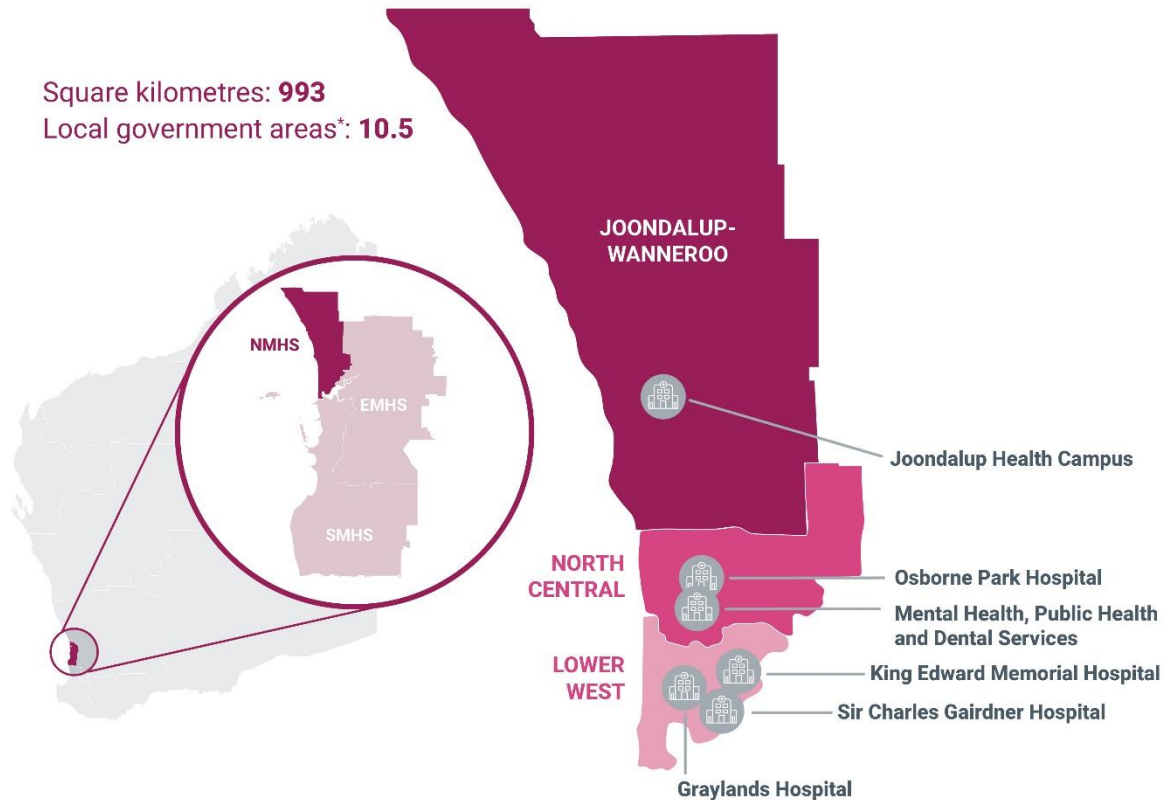 Square kilometres: 993
Local government areas*: 10.5
JOONDALUP-
WANNEROO
NMHS
EMHS
SMHS
Joondalup Health Campus
NORTH
CENTRAL
Osborne Park Hospital
Mental Health, Public Health
and Dental Services
LOWER
WEST
King Edward Memorial Hospital
Sir Charles Gairdner Hospital
Graylands Hospital